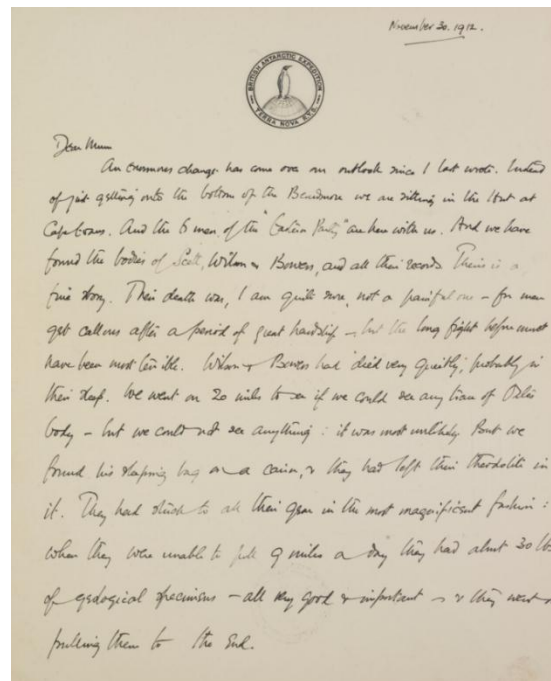 November 30. 1912.
BRITISH ANTARCTIC EXPEDITION
TERRA NOVA R.Y.S.
Dear Mum
An enormous change has come over our outlook since I last wrote. Instead
of just getting onto the bottom of the Beardmore we are sitting in the Hut at
Cape Evans. And the 6 men of the "Eastern Party" are here with us. And we have
found the bodies of Scott, Wilson & Bowers, and all their records. Theirs is a
fine story. Their death was, I am quite sure, not a painful one - for men
get callous after a period of great hardship - but the long fight before must
have been most terrible. Wilson & Bowers had died very quietly, probably in
their sleep. We went on 20 miles to see if we could see any trace of Oates
body - but we could not see anything: it was most unlikely. But we
found his sleeping bag on a cairn, & they had left their theodolite in
it. They had stuck to all their gear in the most magnificent fashion:
when they were unable to pull 9 miles a day they had about 30 lbs
of geological specimens - all very good & important - & they went
pulling them to the End.